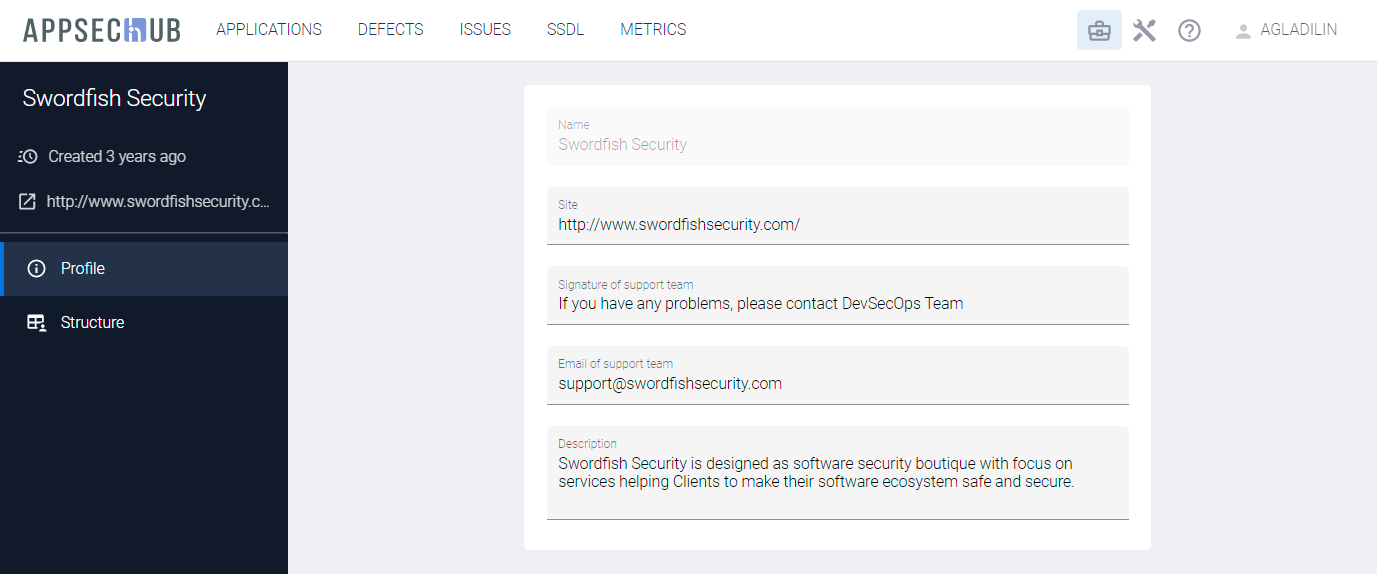 APPSECHUB
APPLICATIONS
DEFECTS
ISSUES
SSDL
METRICS
AGLADILIN
Swordfish Security
Created 3 years ago
http://www.swordfishsecurity.c...
Profile
Structure
Name
Swordfish Security
Site
http://www.swordfishsecurity.com/
Signature of support team
If you have any problems, please contact DevSecOps Team
Email of support team
support@swordfishsecurity.com
Description
Swordfish Security is designed as software security boutique with focus on
services helping Clients to make their software ecosystem safe and secure.